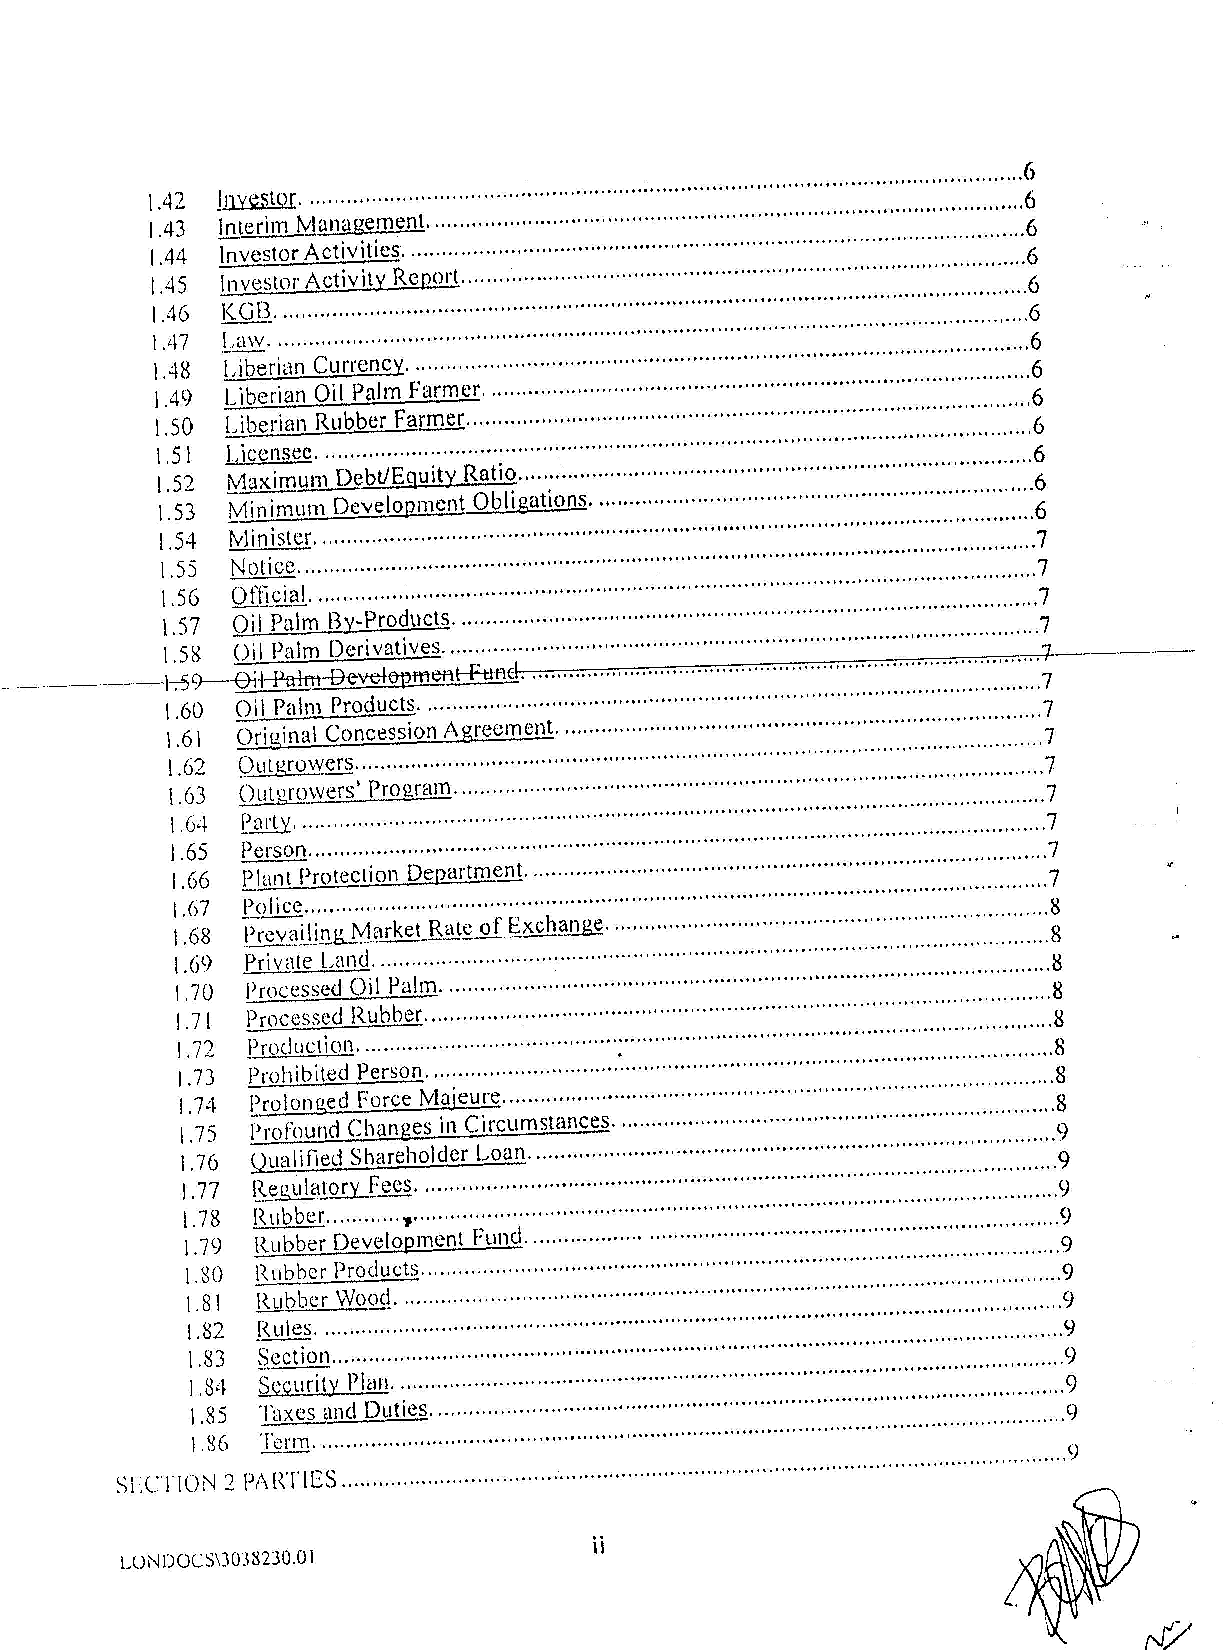 1.42 Investor. ........6
1.43 Interim Management. ........6
1.44 Investor Activities. ........6
1.45 Investor Activity Report. ........6
1.46 KGB. ........6
1.47 Law. ........6
1.48 Liberian Currency. ........6
1.49 Liberian Oil Palm Farmer. ........6
1.50 Liberian Rubber Farmer. ........6
1.51 Licensee. ........6
1.52 Maximum Debt/Equity Ratio. ........6
1.53 Minimum Development Obligations. ........6
1.54 Minister. ........6
1.55 Notice. ........7
1.56 Official. ........7
1.57 Oil Palm By-Products. ........7
1.58 Oil Palm Derivatives. ........7
1.59 Oil Palm Development Fund. ........7
1.60 Oil Palm Products. ........7
1.61 Original Concession Agreement. ........7
1.62 Outgrowers. ........7
1.63 Outgrowers' Program. ........7
1.64 Party. ........7
1.65 Person. ........7
1.66 Plant Protection Department. ........7
1.67 Police. ........7
1.68 Prevailing Market Rate of Exchange. ........8
1.69 Private Land. ........8
1.70 Processed Oil Palm. ........8
1.71 Processed Rubber. ........8
1.72 Production. ........8
1.73 Prohibited Person. ........8
1.74 Prolonged Force Majeure. ........8
1.75 Profound Changes in Circumstances. ........8
1.76 Qualified Shareholder Loan. ........9
1.77 Regulatory Fees. ........9
1.78 Rubber. ........9
1.79 Rubber Development Fund. ........9
1.80 Rubber Products. ........9
1.81 Rubber Wood. ........9
1.82 Rules. ........9
1.83 Section. ........9
1.84 Security Plan. ........9
1.85 Taxes and Duties. ........9
1.86 Term. ........9
SECTION 2 PARTIES ........9
ii
LONDOCS\3038230.01